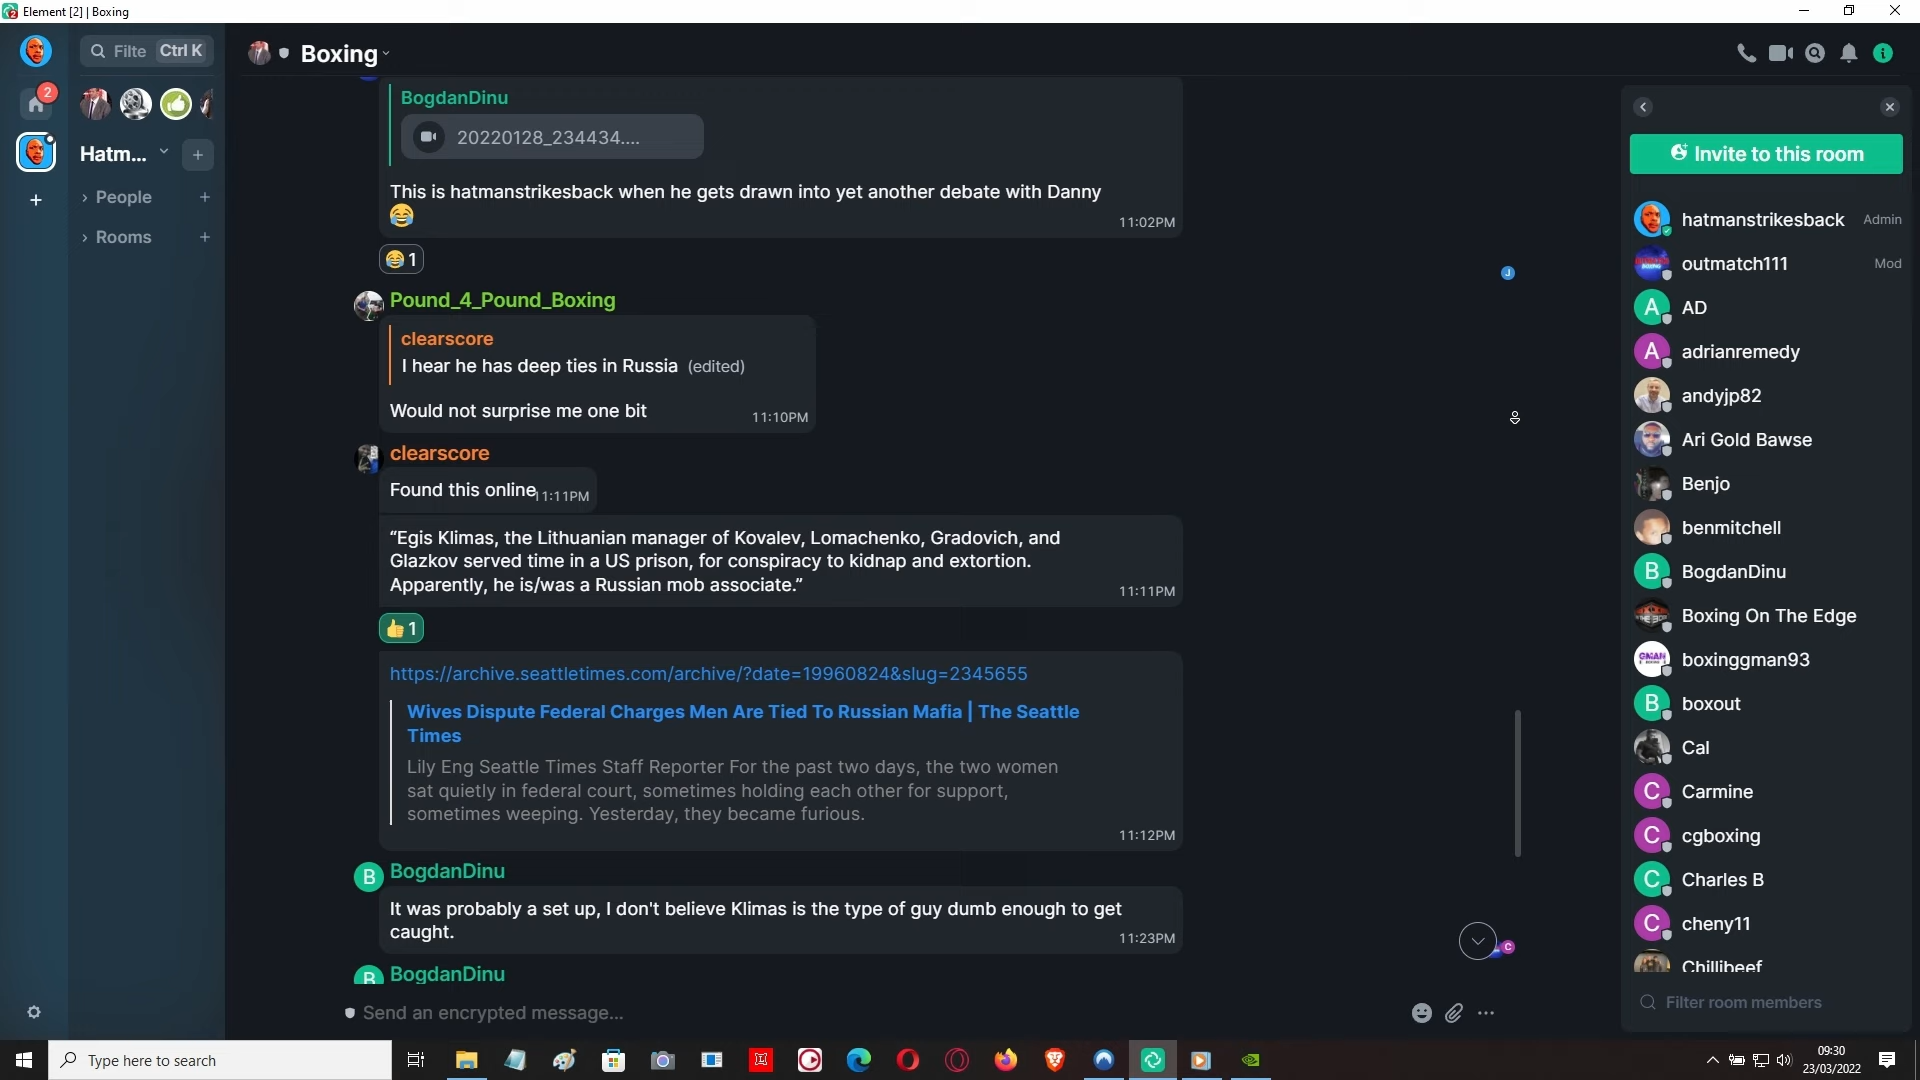 Element [2] | Boxing
Filte Ctrl K
2
Hatm...
People
Rooms
Boxing
BogdanDinu
20220128_234434....
This is hatmanstrikesback when he gets drawn into yet another debate with Danny
😂
11:02PM
😂 1
J
Pound_4_Pound_Boxing
clearscore
I hear he has deep ties in Russia (edited)
Would not surprise me one bit
11:10PM
clearscore
Found this online
11:11PM
“Egis Klimas, the Lithuanian manager of Kovalev, Lomachenko, Gradovich, and
Glazkov served time in a US prison, for conspiracy to kidnap and extortion.
Apparently, he is/was a Russian mob associate.”
11:11PM
👍 1
https://archive.seattletimes.com/archive/?date=19960824&slug=2345655
Wives Dispute Federal Charges Men Are Tied To Russian Mafia | The Seattle
Times
Lily Eng Seattle Times Staff Reporter For the past two days, the two women
sat quietly in federal court, sometimes holding each other for support,
sometimes weeping. Yesterday, they became furious.
11:12PM
B BogdanDinu
It was probably a set up, I don't believe Klimas is the type of guy dumb enough to get
caught.
11:23PM
C
B BogdanDinu
Send an encrypted message...
Invite to this room
hatmanstrikesback Admin
outmatch111 Mod
A AD
A adrianremedy
andyjp82
Ari Gold Bawse
Benjo
benmitchell
B BogdanDinu
Boxing On The Edge
GMAN boxinggman93
B boxout
Cal
C Carmine
C cgboxing
C Charles B
C cheny11
Chillibeef
Filter room members
Type here to search
09:30
23/03/2022